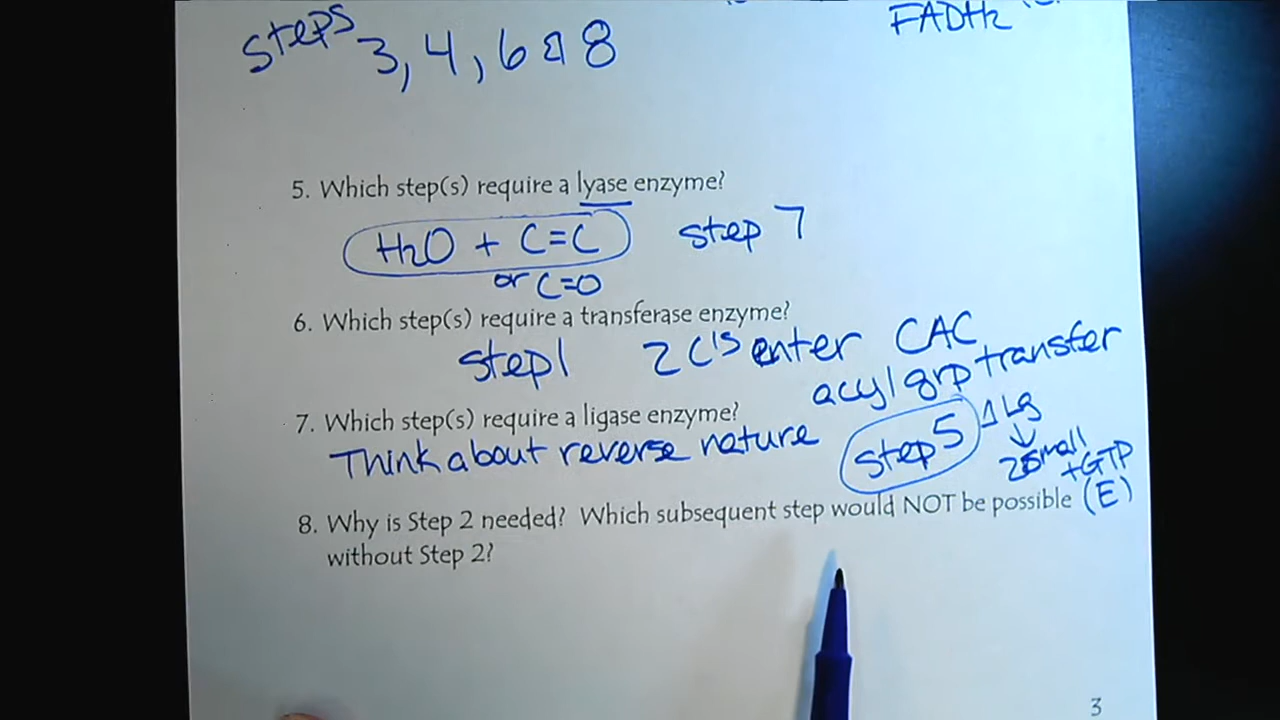 FADH2
steps 3, 4, 6 & 8
5. Which step(s) require a lyase enzyme?
H2O + C=C step 7
or C=O
6. Which step(s) require a transferase enzyme?
step 1 2 C's enter CAC
acyl grp transfer
7. Which step(s) require a ligase enzyme?
Think about reverse nature step 5 1 Lg
↓
2 small
+GTP
(E)
8. Why is Step 2 needed? Which subsequent step would NOT be possible
without Step 2?
3